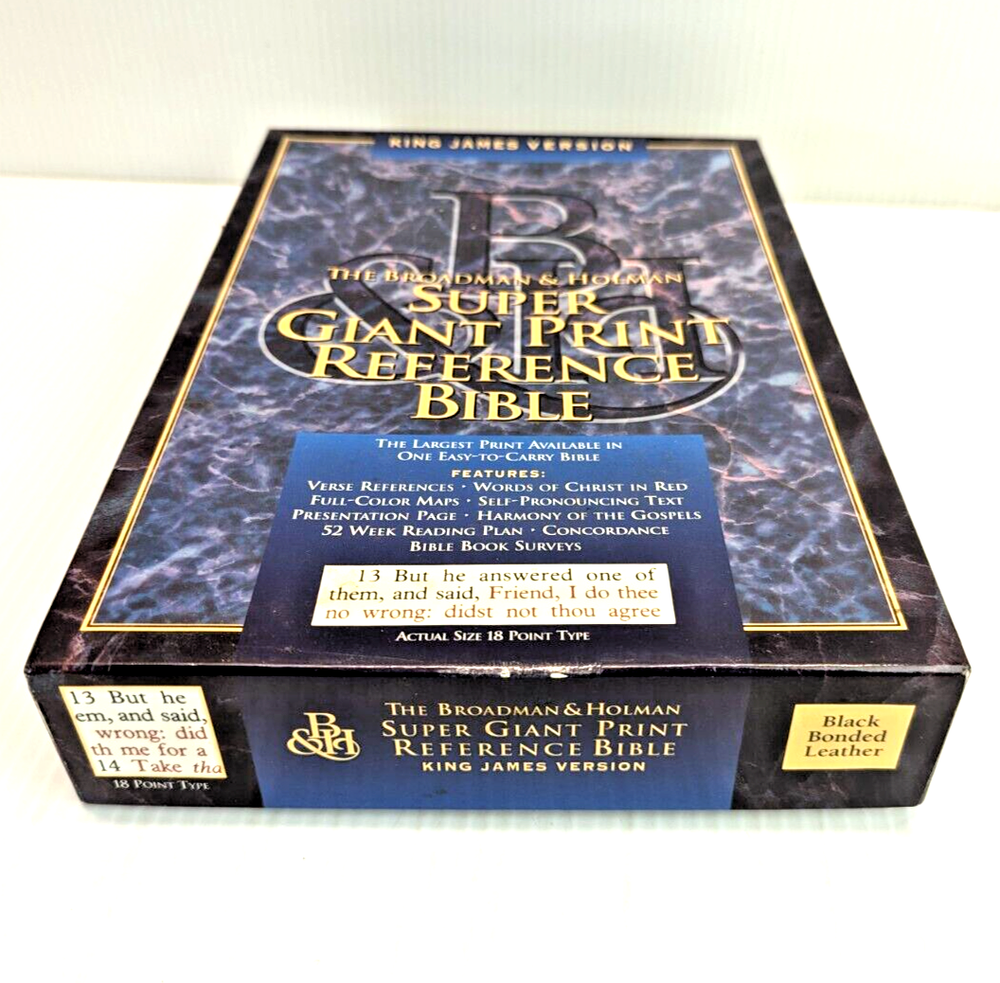 KING JAMES VERSION
B
&H
THE BROADMAN & HOLMAN
SUPER
GIANT PRINT
REFERENCE
BIBLE
THE LARGEST PRINT AVAILABLE IN
ONE EASY-TO-CARRY BIBLE
FEATURES:
VERSE REFERENCES • WORDS OF CHRIST IN RED
FULL-COLOR MAPS • SELF-PRONOUNCING TEXT
PRESENTATION PAGE • HARMONY OF THE GOSPELS
52 WEEK READING PLAN • CONCORDANCE
BIBLE BOOK SURVEYS
13 But he answered one of
them, and said, Friend, I do thee
no wrong: didst not thou agree
ACTUAL SIZE 18 POINT TYPE
13 But he
em, and said,
wrong: did
th me for a
14 Take tha
18 POINT TYPE
B
&H
THE BROADMAN & HOLMAN
SUPER GIANT PRINT
REFERENCE BIBLE
KING JAMES VERSION
Black
Bonded
Leather